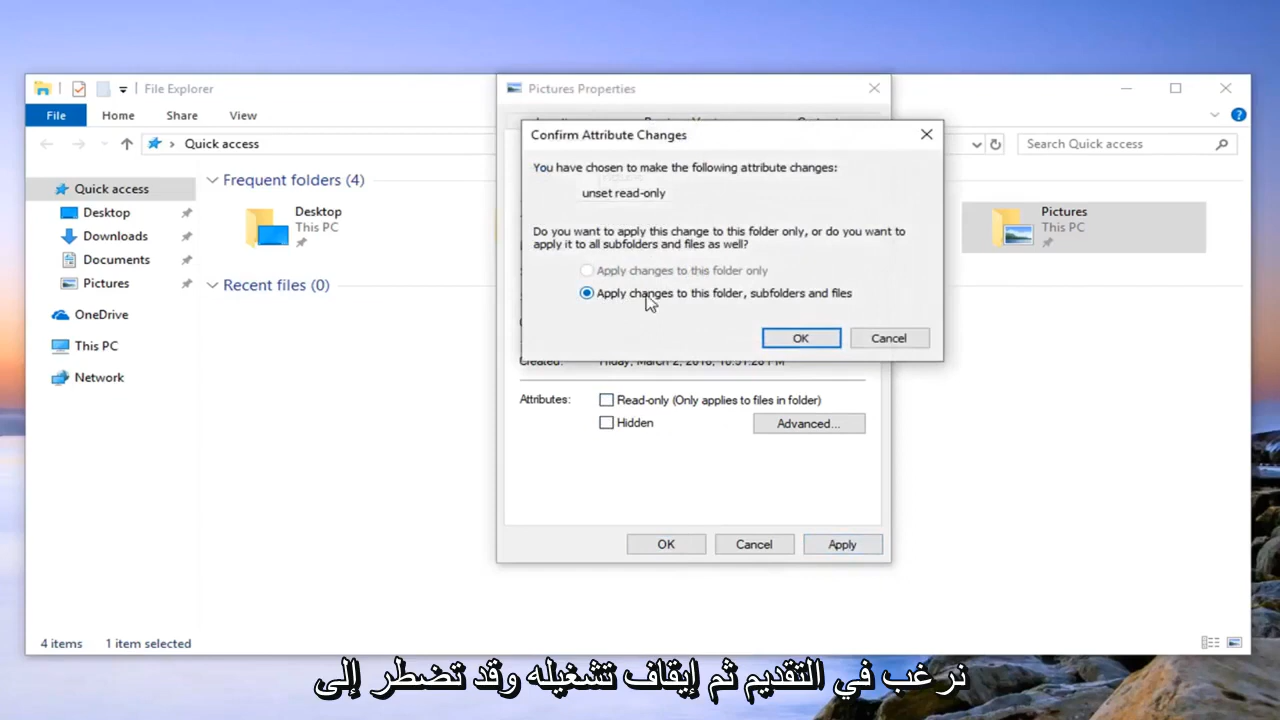 File Explorer
File
Home
Share
View
Quick access
Search Quick access
Quick access
Desktop
Downloads
Documents
Pictures
OneDrive
This PC
Network
Frequent folders (4)
Desktop
This PC
Pictures
This PC
Recent files (0)
4 items
1 item selected
Pictures Properties
Confirm Attribute Changes
You have chosen to make the following attribute changes:
unset read-only
Do you want to apply this change to this folder only, or do you want to
apply it to all subfolders and files as well?
Apply changes to this folder only
Apply changes to this folder, subfolders and files
OK
Cancel
Attributes:
Read-only (Only applies to files in folder)
Hidden
Advanced...
OK
Cancel
Apply
نرغب في التقديم ثم إيقاف تشغيله وقد تضطر إلى